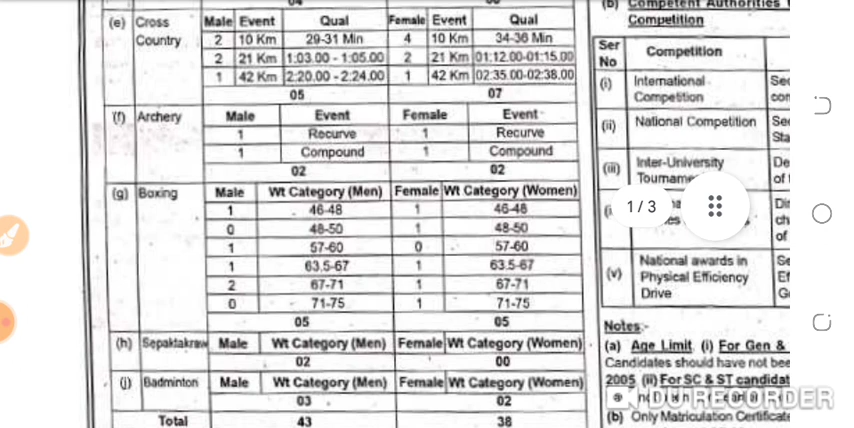 04 00
(e) Cross Country Male Event Qual Female Event Qual
2 10 Km 29-31 Min 4 10 Km 34-36 Min
2 21 Km 1:03.00 - 1:05.00 2 21 Km 01:12.00-01:15.00
1 42 Km 2:20.00 - 2:24.00 1 42 Km 02:35.00-02:38.00
05 07
(f) Archery Male Event Female Event
1 Recurve 1 Recurve
1 Compound 1 Compound
02 02
(g) Boxing Male Wt Category (Men) Female Wt Category (Women)
1 46-48 1 46-48
0 48-50 1 48-50
1 57-60 0 57-60
1 63.5-67 1 63.5-67
2 67-71 1 67-71
0 71-75 1 71-75
05 05
(h) Sepaktakraw Male Wt Category (Men) Female Wt Category (Women)
02 00
(j) Badminton Male Wt Category (Men) Female Wt Category (Women)
03 02
Total 43 38
(b) Competent Authorities
Competition
Ser No Competition
(i) International Competition
(ii) National Competition
(iii) Inter-University
1 / 3
(v) National awards in
Physical Efficiency
Drive
Notes:-
(a) Age Limit. (i) For Gen &
Candidates should have not
2005 (ii) For SC & ST
DU RECORDER
(b) Only Matriculation